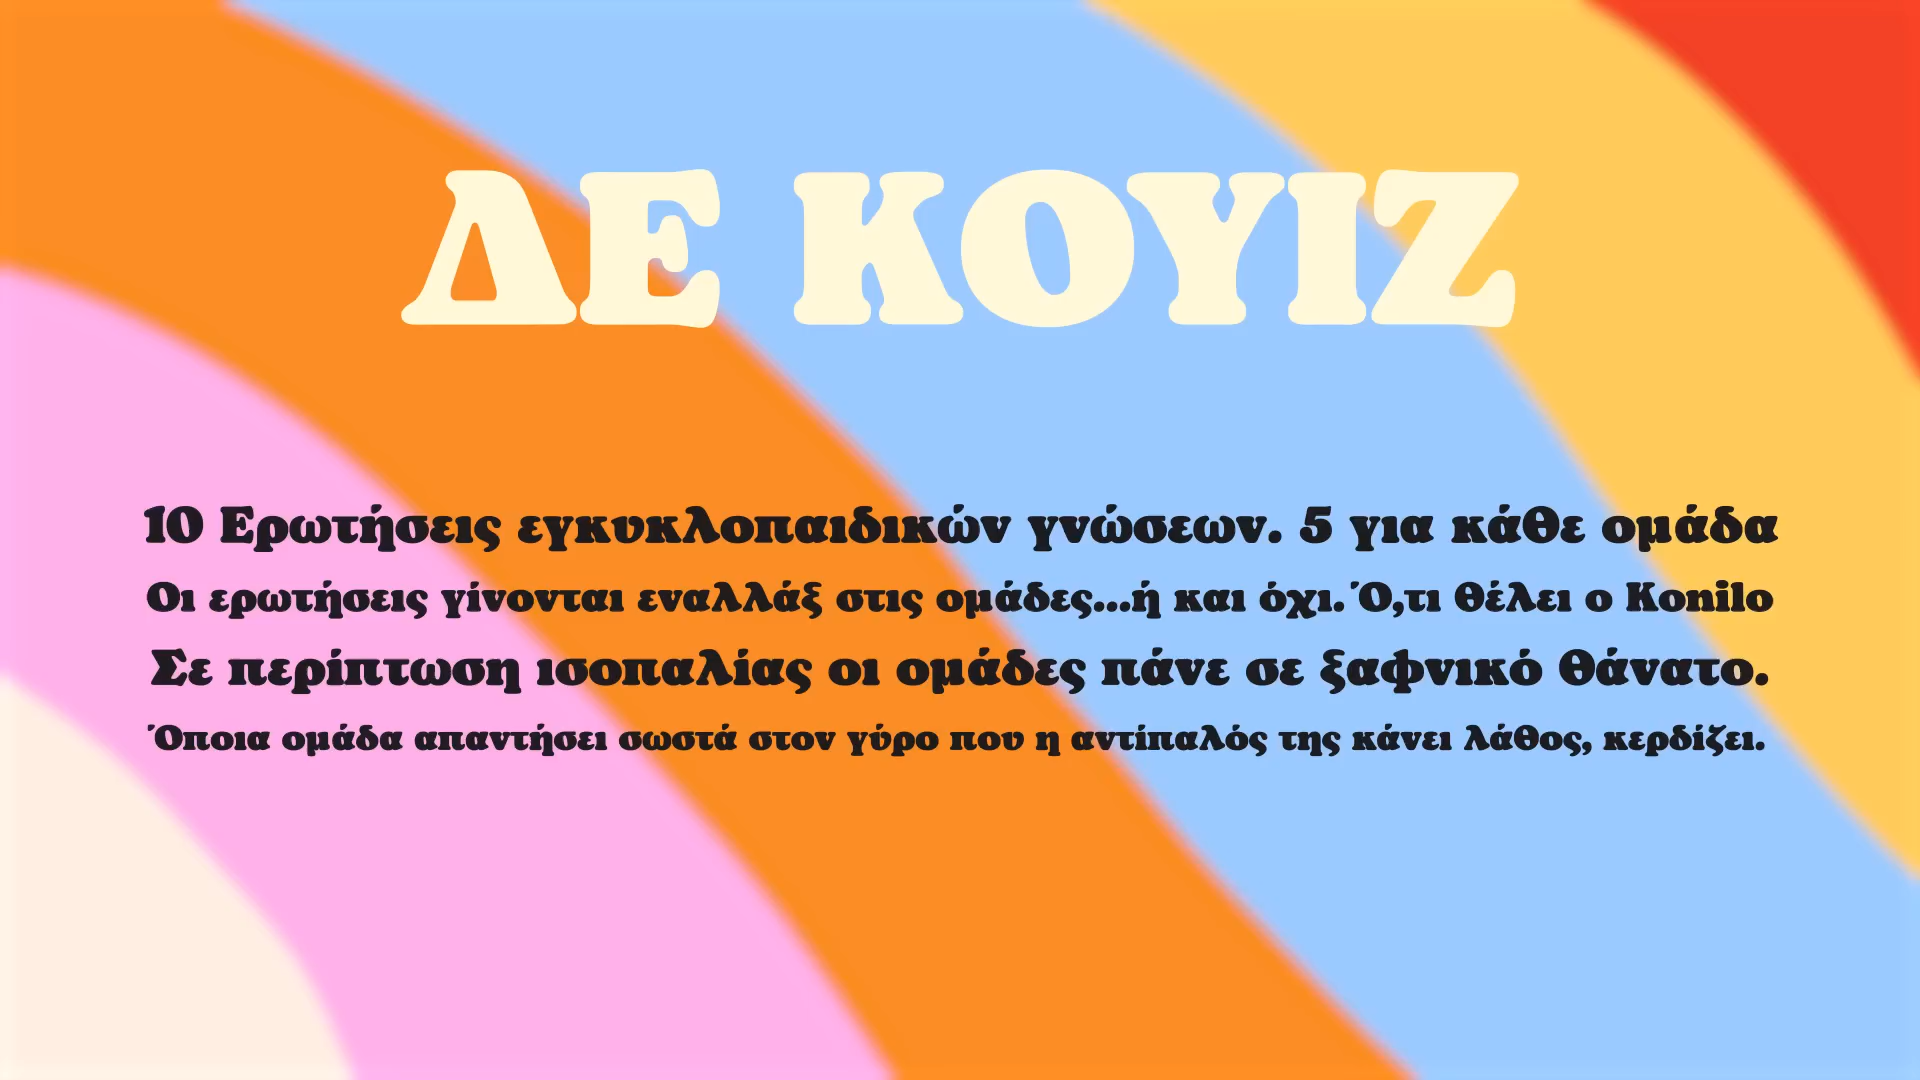 ΔΕ ΚΟΥΙΖ
10 Ερωτήσεις εγκυκλοπαιδικών γνώσεων. 5 για κάθε ομάδα
Οι ερωτήσεις γίνονται εναλλάξ στις ομάδες...ή και όχι. Ό,τι θέλει ο Konilo
Σε περίπτωση ισοπαλίας οι ομάδες πάνε σε ξαφνικό θάνατο.
Όποια ομάδα απαντήσει σωστά στον γύρο που η αντίπαλός της κάνει λάθος, κερδίζει.